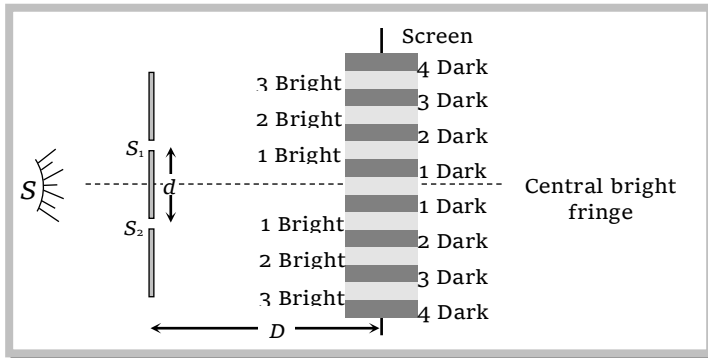 Screen
4 Dark
3 Bright
3 Dark
2 Bright
2 Dark
S1
1 Bright
1 Dark
S
d
Central bright
fringe
1 Dark
S2
1 Bright
2 Dark
2 Bright
3 Dark
3 Bright
4 Dark
D